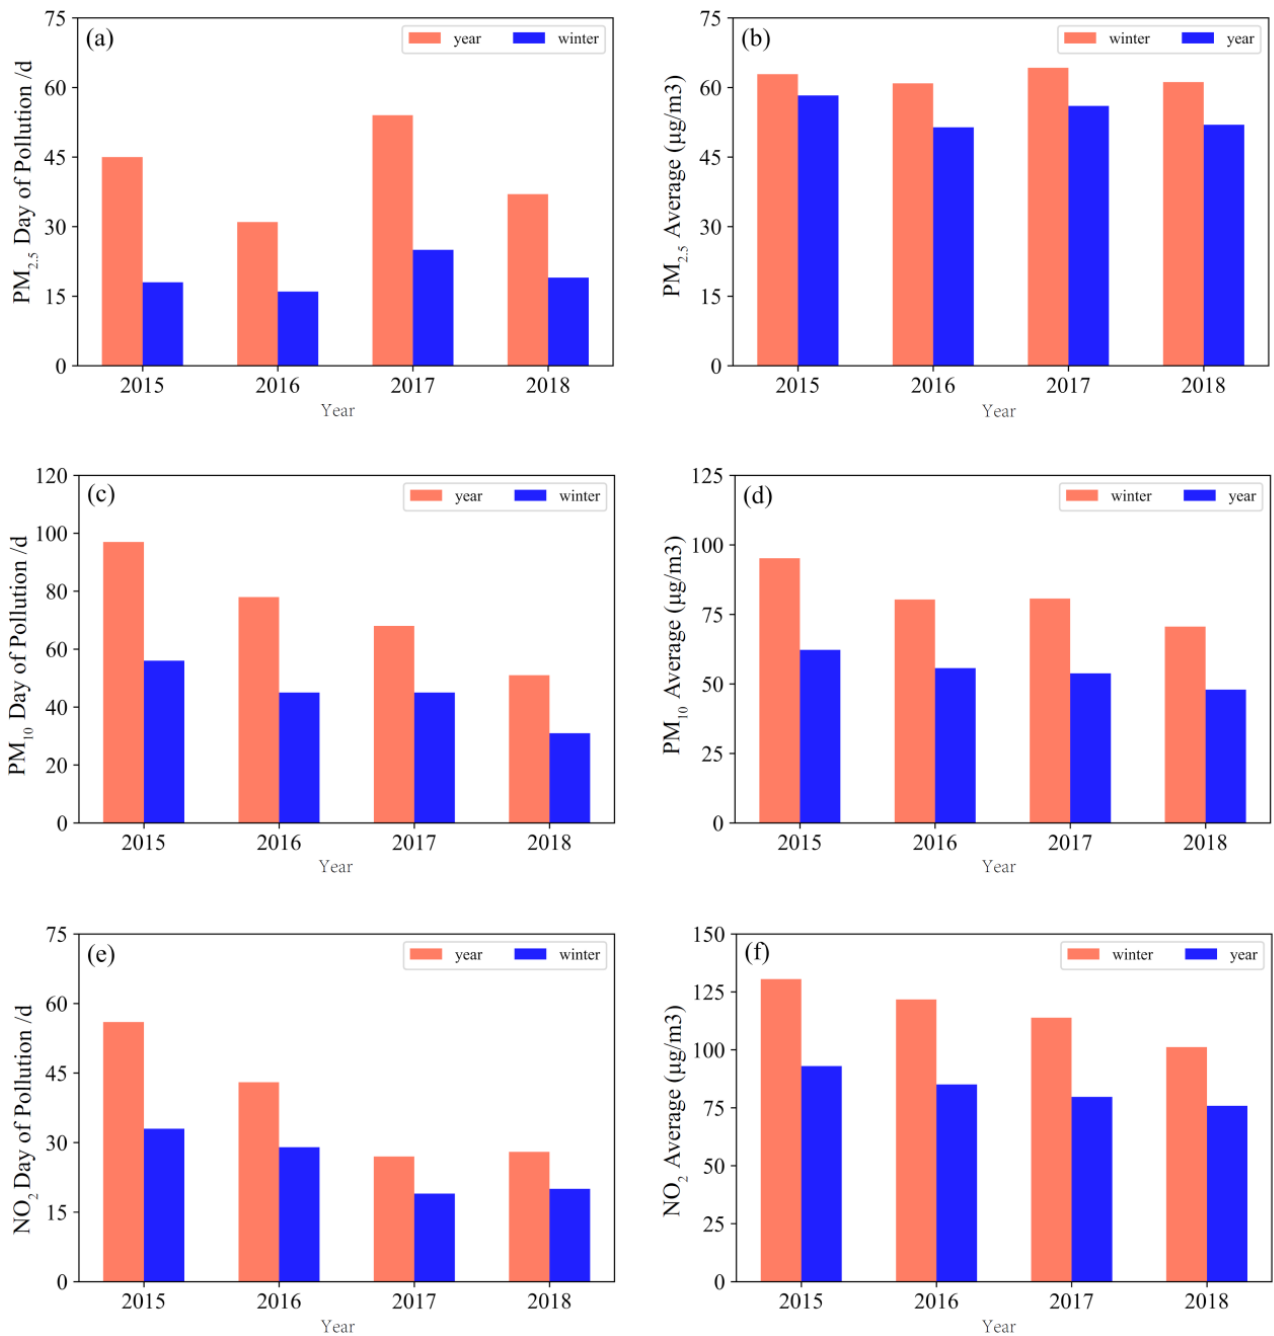 (a)
year winter
PM2.5 Day of Pollution /d
75
60
45
30
15
0
2015 2016 2017 2018
Year
(b)
winter year
PM2.5 Average (μg/m3)
75
60
45
30
15
0
2015 2016 2017 2018
Year
(c)
year winter
PM10 Day of Pollution /d
120
100
80
60
40
20
0
2015 2016 2017 2018
Year
(d)
winter year
PM10 Average (μg/m3)
125
100
75
50
25
0
2015 2016 2017 2018
Year
(e)
year winter
NO2 Day of Pollution /d
75
60
45
30
15
0
2015 2016 2017 2018
Year
(f)
winter year
NO2 Average (μg/m3)
150
125
100
75
50
25
0
2015 2016 2017 2018
Year